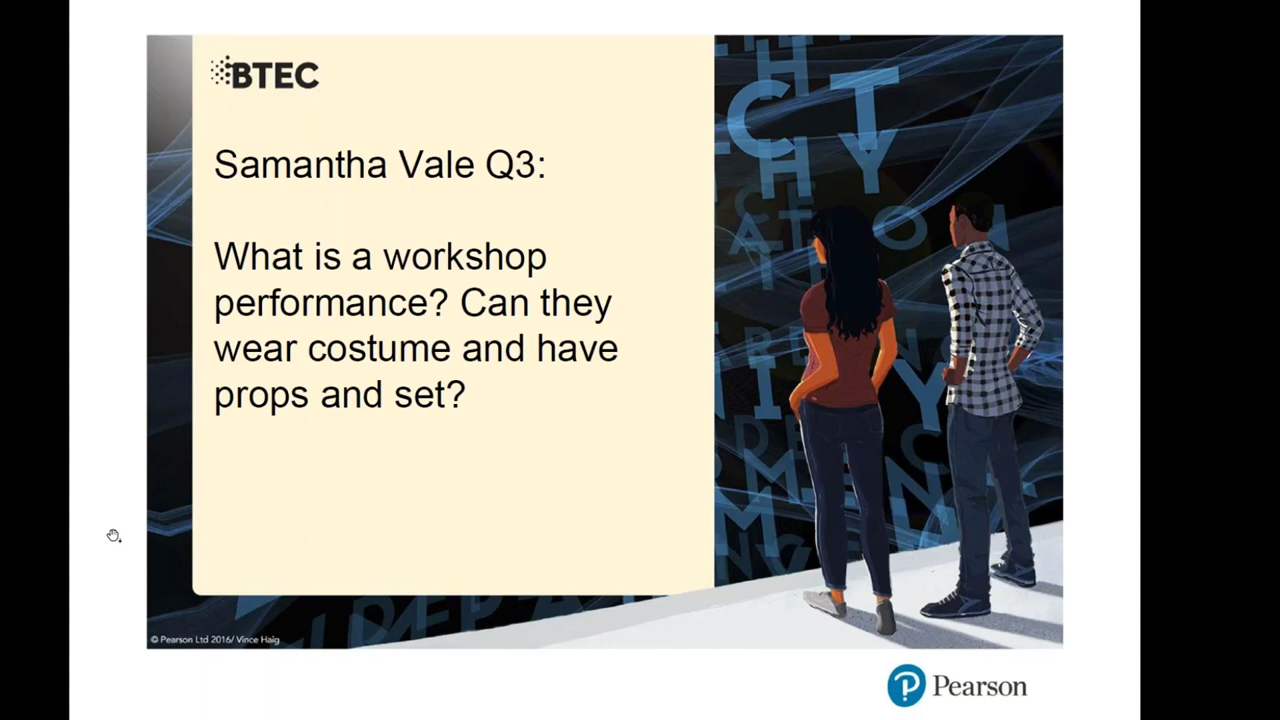 BTEC
Samantha Vale Q3:
What is a workshop
performance? Can they
wear costume and have
props and set?
© Pearson Ltd 2016/ Vince Haig
Pearson